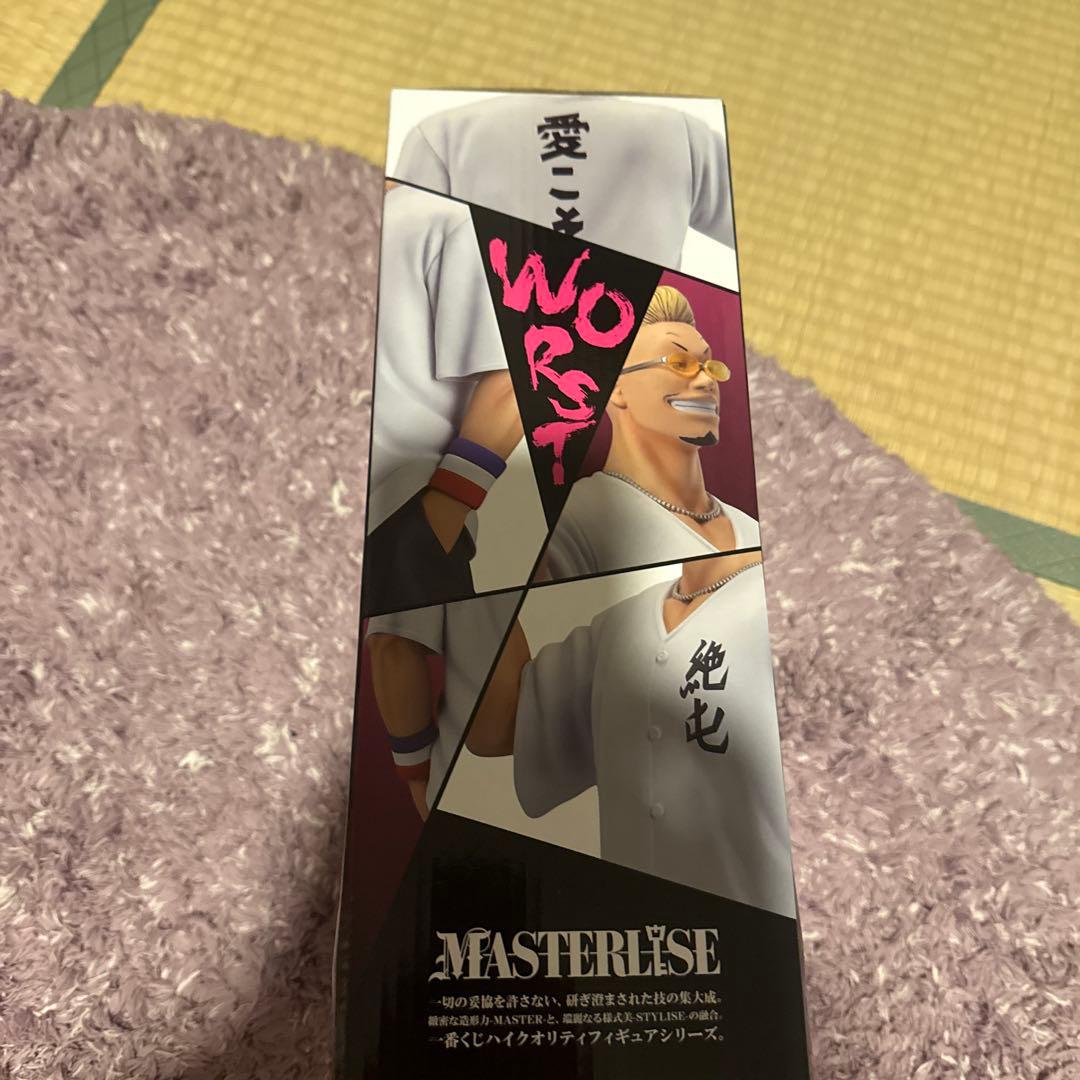 愛こそ
WORST
絶屯
MASTERLISE
一切の妥協を許さない、研ぎ澄まされた技の集大成。
緻密な造形力-MASTER-と、端麗なる様式美-STYLISE-の融合。
一番くじハイクオリティフィギュアシリーズ。